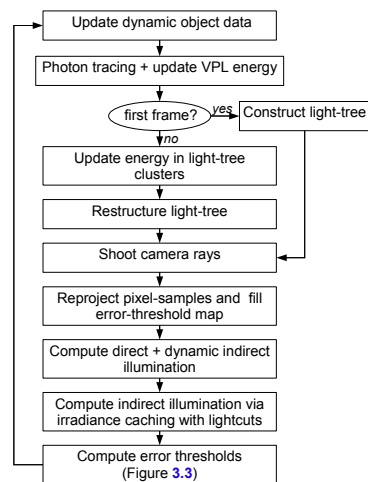 Update dynamic object data
Photon tracing + update VPL energy
first frame?
yes
Construct light-tree
no
Update energy in light-tree
clusters
Restructure light-tree
Shoot camera rays
Reproject pixel-samples and fill
error-threshold map
Compute direct + dynamic indirect
illumination
Compute indirect illumination via
irradiance caching with lightcuts
Compute error thresholds
(Figure 3.3)